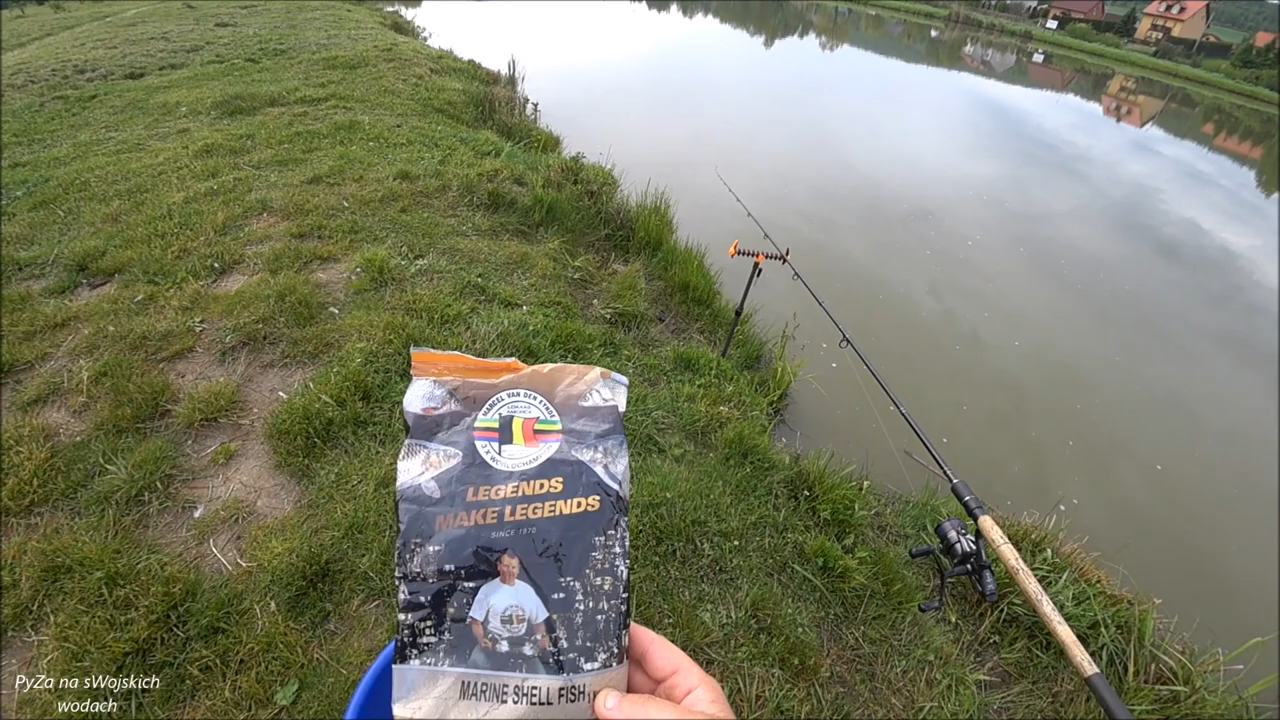 MARCEL VAN DEN EYNDE
3 X WORLDCHAMPION
LEGENDS
MAKE LEGENDS
SINCE 1970
MARINE SHELL FISH
PyZa na sWojskich
wodach